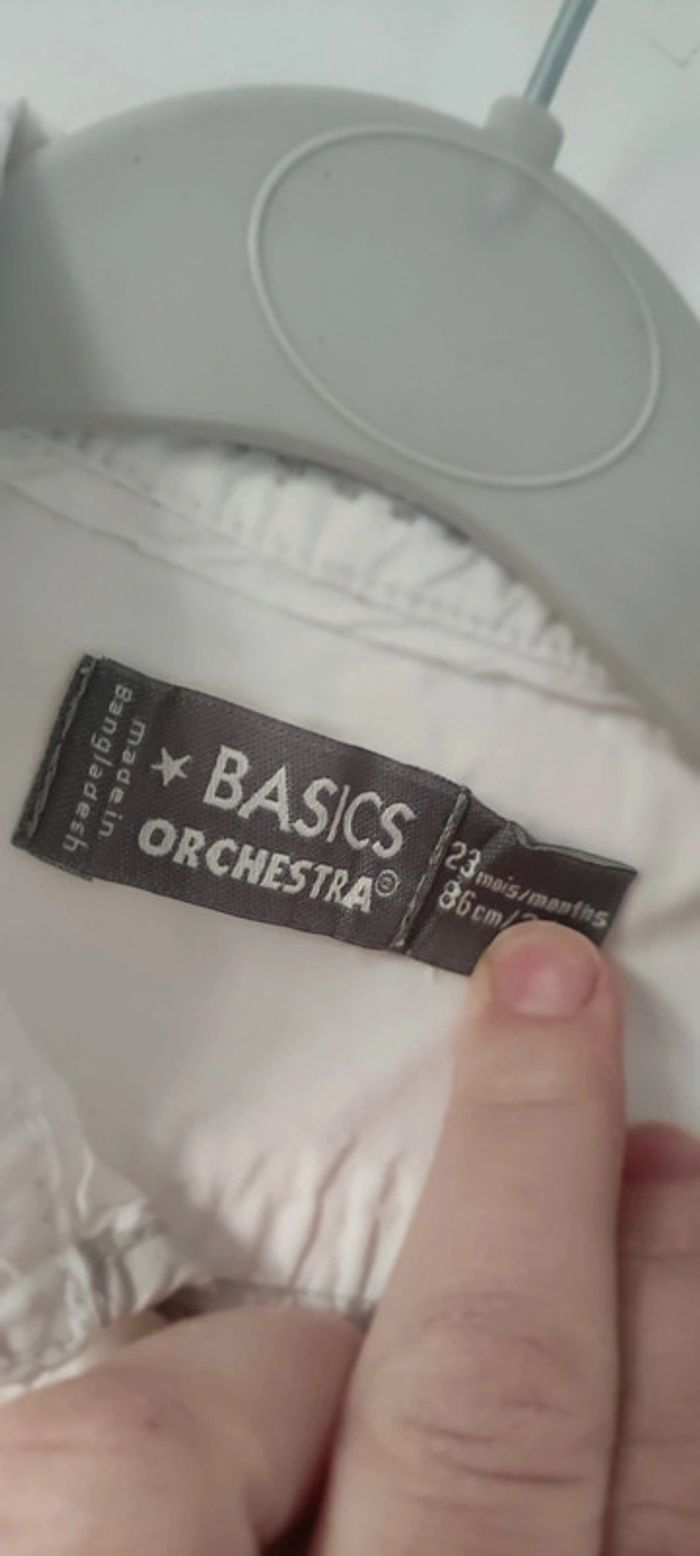 made in
Bangladesh
BASICS
ORCHESTRA®
23 mois/months
86cm/